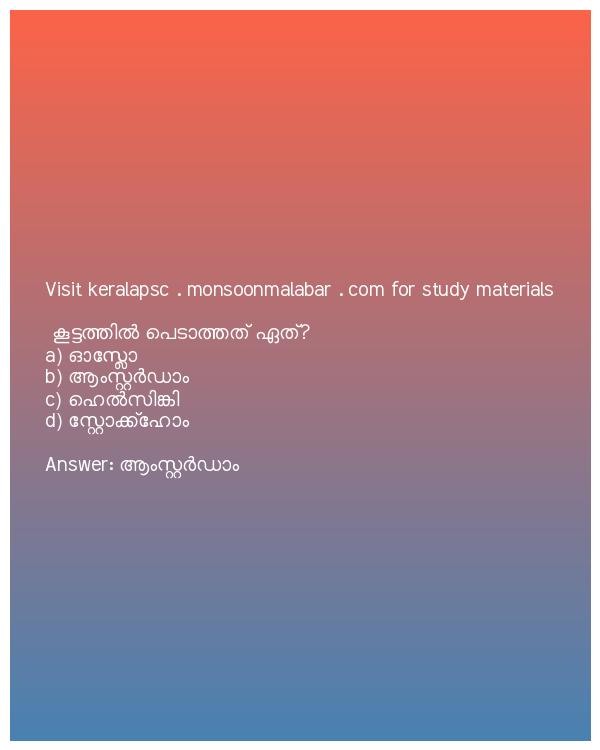 Visit keralapsc . monsoonmalabar . com for study materials
കൂട്ടത്തിൽ പെടാത്തത് ഏത്?
a) ഓസ്ലോ
b) ആംസ്റ്റർഡാം
c) ഹെൽസിങ്കി
d) സ്റ്റോക്ക്ഹോം
Answer: ആംസ്റ്റർഡാം